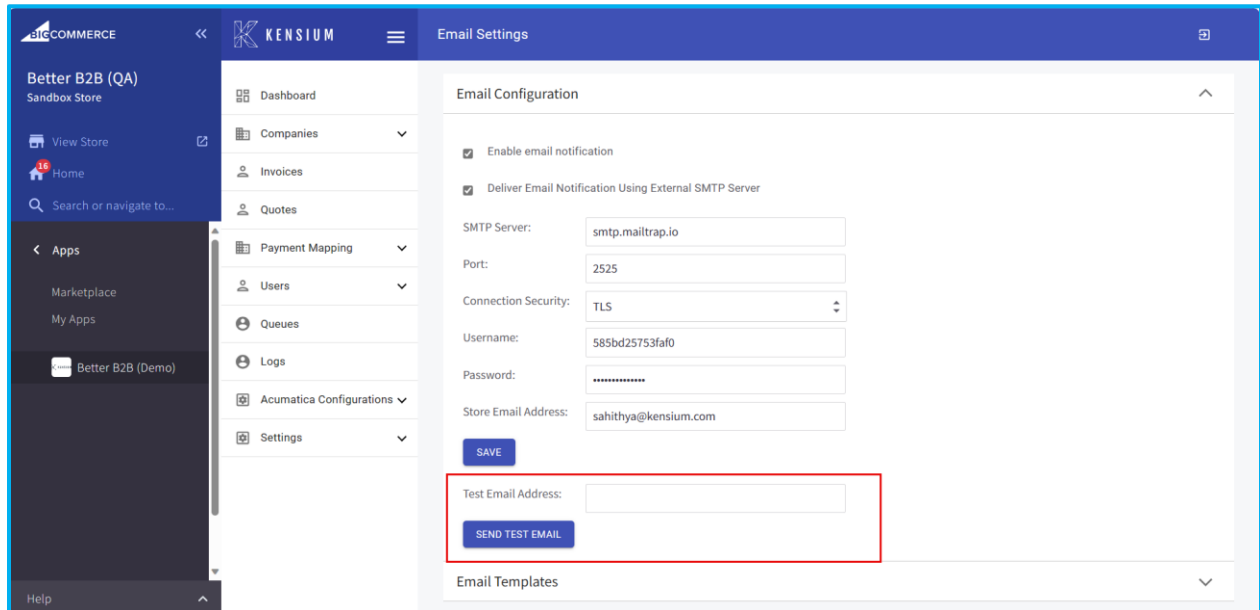 BIGCOMMERCE
Better B2B (QA)
Sandbox Store
View Store
16
Home
Search or navigate to...
Apps
Marketplace
My Apps
Better B2B (Demo)
Help
KENSIUM
Dashboard
Companies
Invoices
Quotes
Payment Mapping
Users
Queues
Logs
Acumatica Configurations
Settings
Email Settings
Email Configuration
Enable email notification
Deliver Email Notification Using External SMTP Server
SMTP Server: smtp.mailtrap.io
Port: 2525
Connection Security: TLS
Username: 585bd25753faf0
Password: ••••••••••••••
Store Email Address: sahithya@kensium.com
SAVE
Test Email Address:
SEND TEST EMAIL
Email Templates